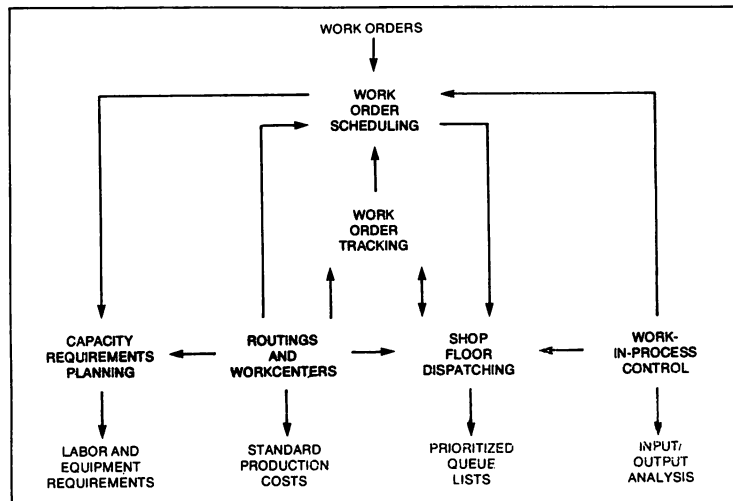 WORK ORDERS
WORK
ORDER
SCHEDULING
WORK
ORDER
TRACKING
CAPACITY
REQUIREMENTS
PLANNING
ROUTINGS
AND
WORKCENTERS
SHOP
FLOOR
DISPATCHING
WORK-
IN-PROCESS
CONTROL
LABOR AND
EQUIPMENT
REQUIREMENTS
STANDARD
PRODUCTION
COSTS
PRIORITIZED
QUEUE
LISTS
INPUT/
OUTPUT
ANALYSIS